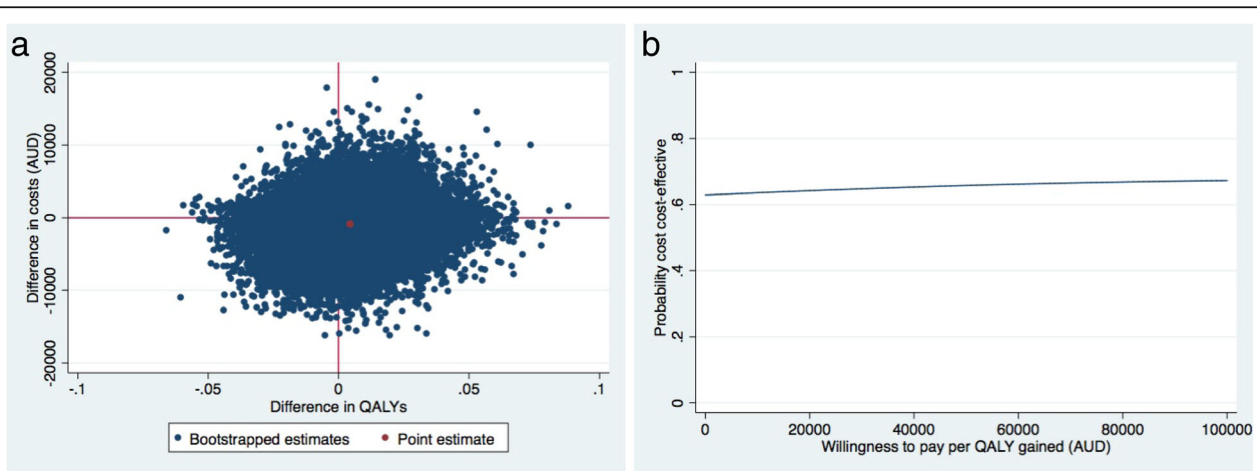 a
Difference in costs (AUD)
20000
10000
0
-10000
-20000
-.1
-.05
0
.05
.1
Difference in QALYs
Bootstrapped estimates
Point estimate
b
Probability cost cost-effective
1
.8
.6
.4
.2
0
0
20000
40000
60000
80000
100000
Willingness to pay per QALY gained (AUD)